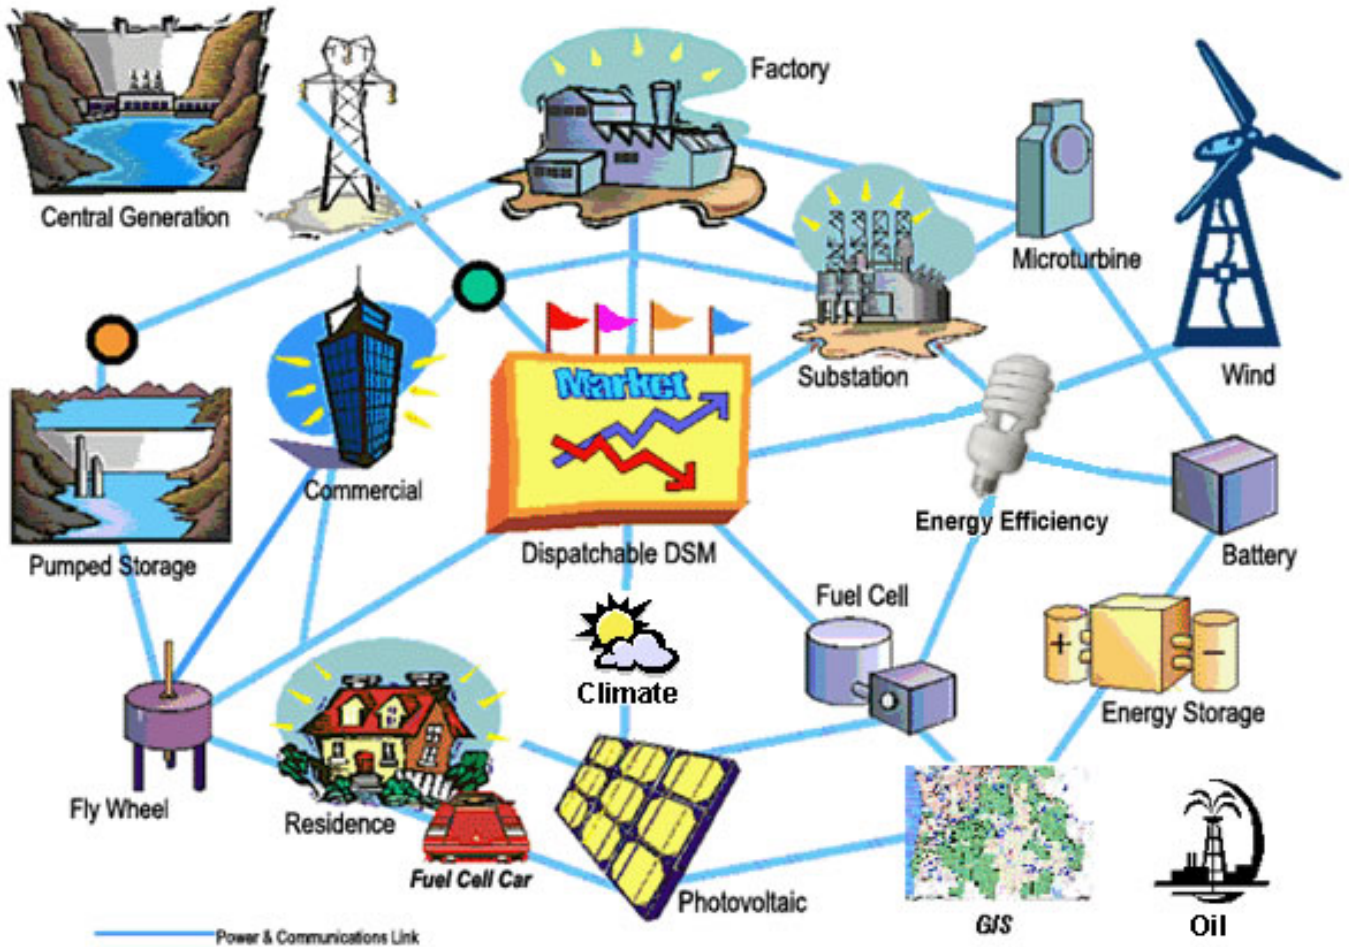 Factory
Central Generation
Microturbine
Wind
Substation
Market
Commercial
Energy Efficiency
Dispatchable DSM
Battery
Pumped Storage
Fuel Cell
+
–
Climate
Energy Storage
Fly Wheel
Residence
Fuel Cell Car
Photovoltaic
GIS
Oil
Power & Communications Link